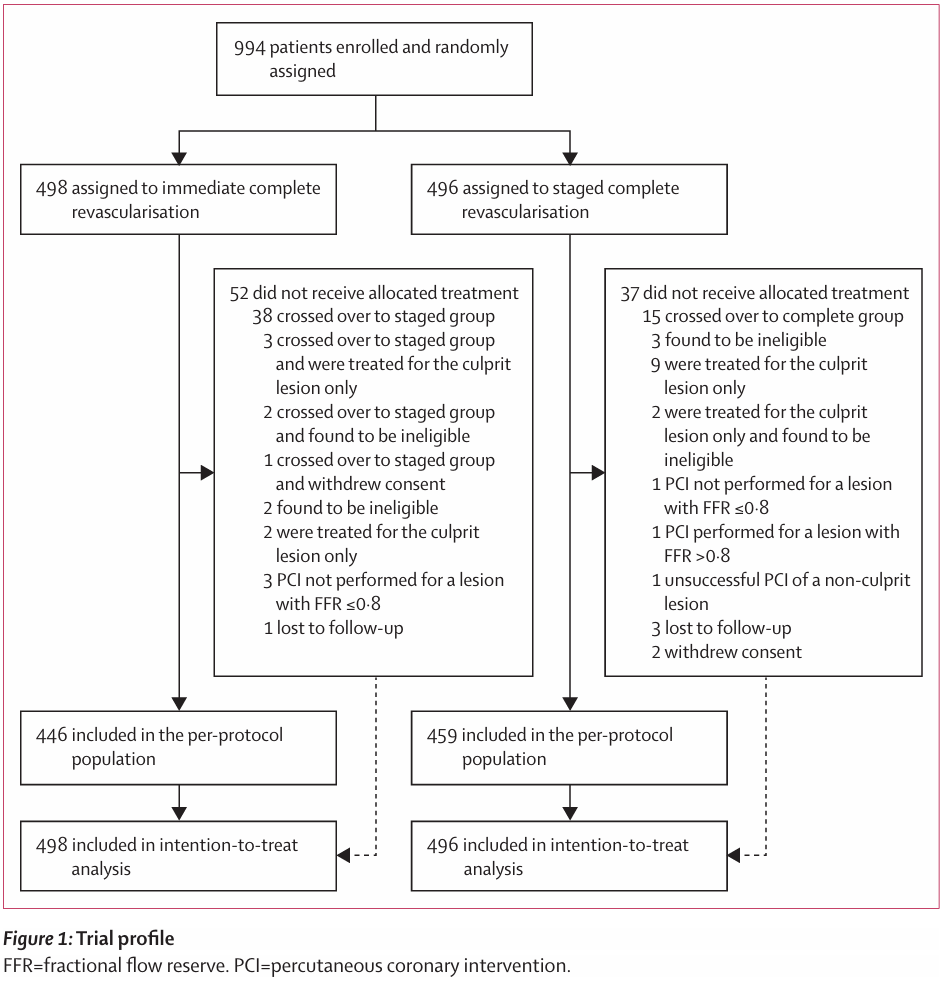 994 patients enrolled and randomly
assigned
498 assigned to immediate complete
revascularisation
496 assigned to staged complete
revascularisation
52 did not receive allocated treatment
38 crossed over to staged group
3 crossed over to staged group
and were treated for the culprit
lesion only
2 crossed over to staged group
and found to be ineligible
1 crossed over to staged group
and withdrew consent
2 found to be ineligible
2 were treated for the culprit
lesion only
3 PCI not performed for a lesion
with FFR ≤0·8
1 lost to follow-up
37 did not receive allocated treatment
15 crossed over to complete group
3 found to be ineligible
9 were treated for the culprit
lesion only
2 were treated for the culprit
lesion only and found to be
ineligible
1 PCI not performed for a lesion
with FFR ≤0·8
1 PCI performed for a lesion with
FFR >0·8
1 unsuccessful PCI of a non-culprit
lesion
3 lost to follow-up
2 withdrew consent
446 included in the per-protocol
population
459 included in the per-protocol
population
498 included in intention-to-treat
analysis
496 included in intention-to-treat
analysis
Figure 1: Trial profile
FFR=fractional flow reserve. PCI=percutaneous coronary intervention.